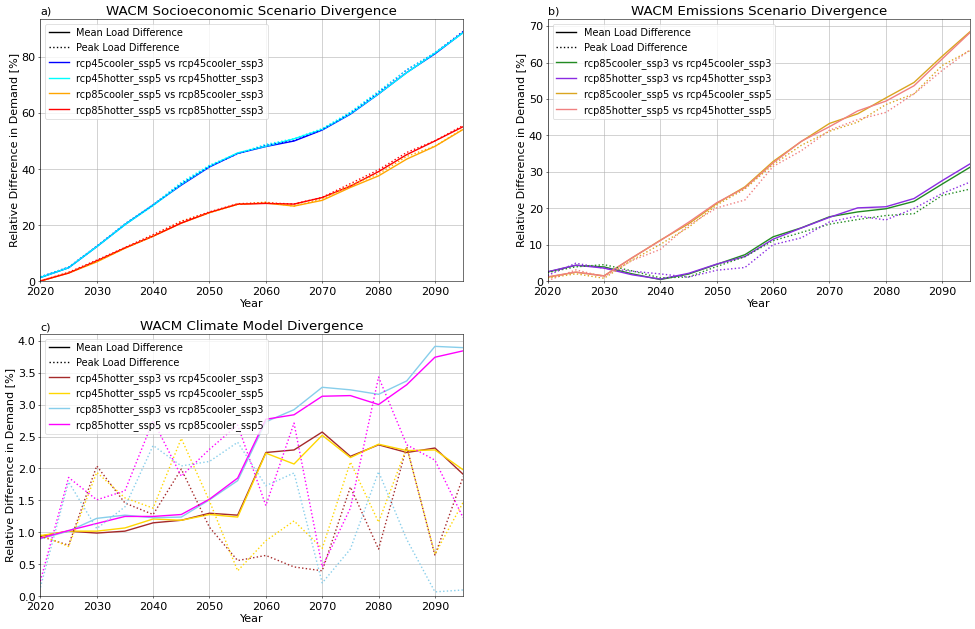 a)
WACM Socioeconomic Scenario Divergence
Mean Load Difference
Peak Load Difference
rcp45cooler_ssp5 vs rcp45cooler_ssp3
rcp45hotter_ssp5 vs rcp45hotter_ssp3
rcp85cooler_ssp5 vs rcp85cooler_ssp3
rcp85hotter_ssp5 vs rcp85hotter_ssp3
Relative Difference in Demand [%]
80
60
40
20
0
2020 2030 2040 2050 2060 2070 2080 2090
Year
b)
WACM Emissions Scenario Divergence
Mean Load Difference
Peak Load Difference
rcp85cooler_ssp3 vs rcp45cooler_ssp3
rcp85hotter_ssp3 vs rcp45hotter_ssp3
rcp85cooler_ssp5 vs rcp45cooler_ssp5
rcp85hotter_ssp5 vs rcp45hotter_ssp5
Relative Difference in Demand [%]
70
60
50
40
30
20
10
0
2020 2030 2040 2050 2060 2070 2080 2090
Year
c)
WACM Climate Model Divergence
Mean Load Difference
Peak Load Difference
rcp45hotter_ssp3 vs rcp45cooler_ssp3
rcp45hotter_ssp5 vs rcp45cooler_ssp5
rcp85hotter_ssp3 vs rcp85cooler_ssp3
rcp85hotter_ssp5 vs rcp85cooler_ssp5
Relative Difference in Demand [%]
4.0
3.5
3.0
2.5
2.0
1.5
1.0
0.5
0.0
2020 2030 2040 2050 2060 2070 2080 2090
Year